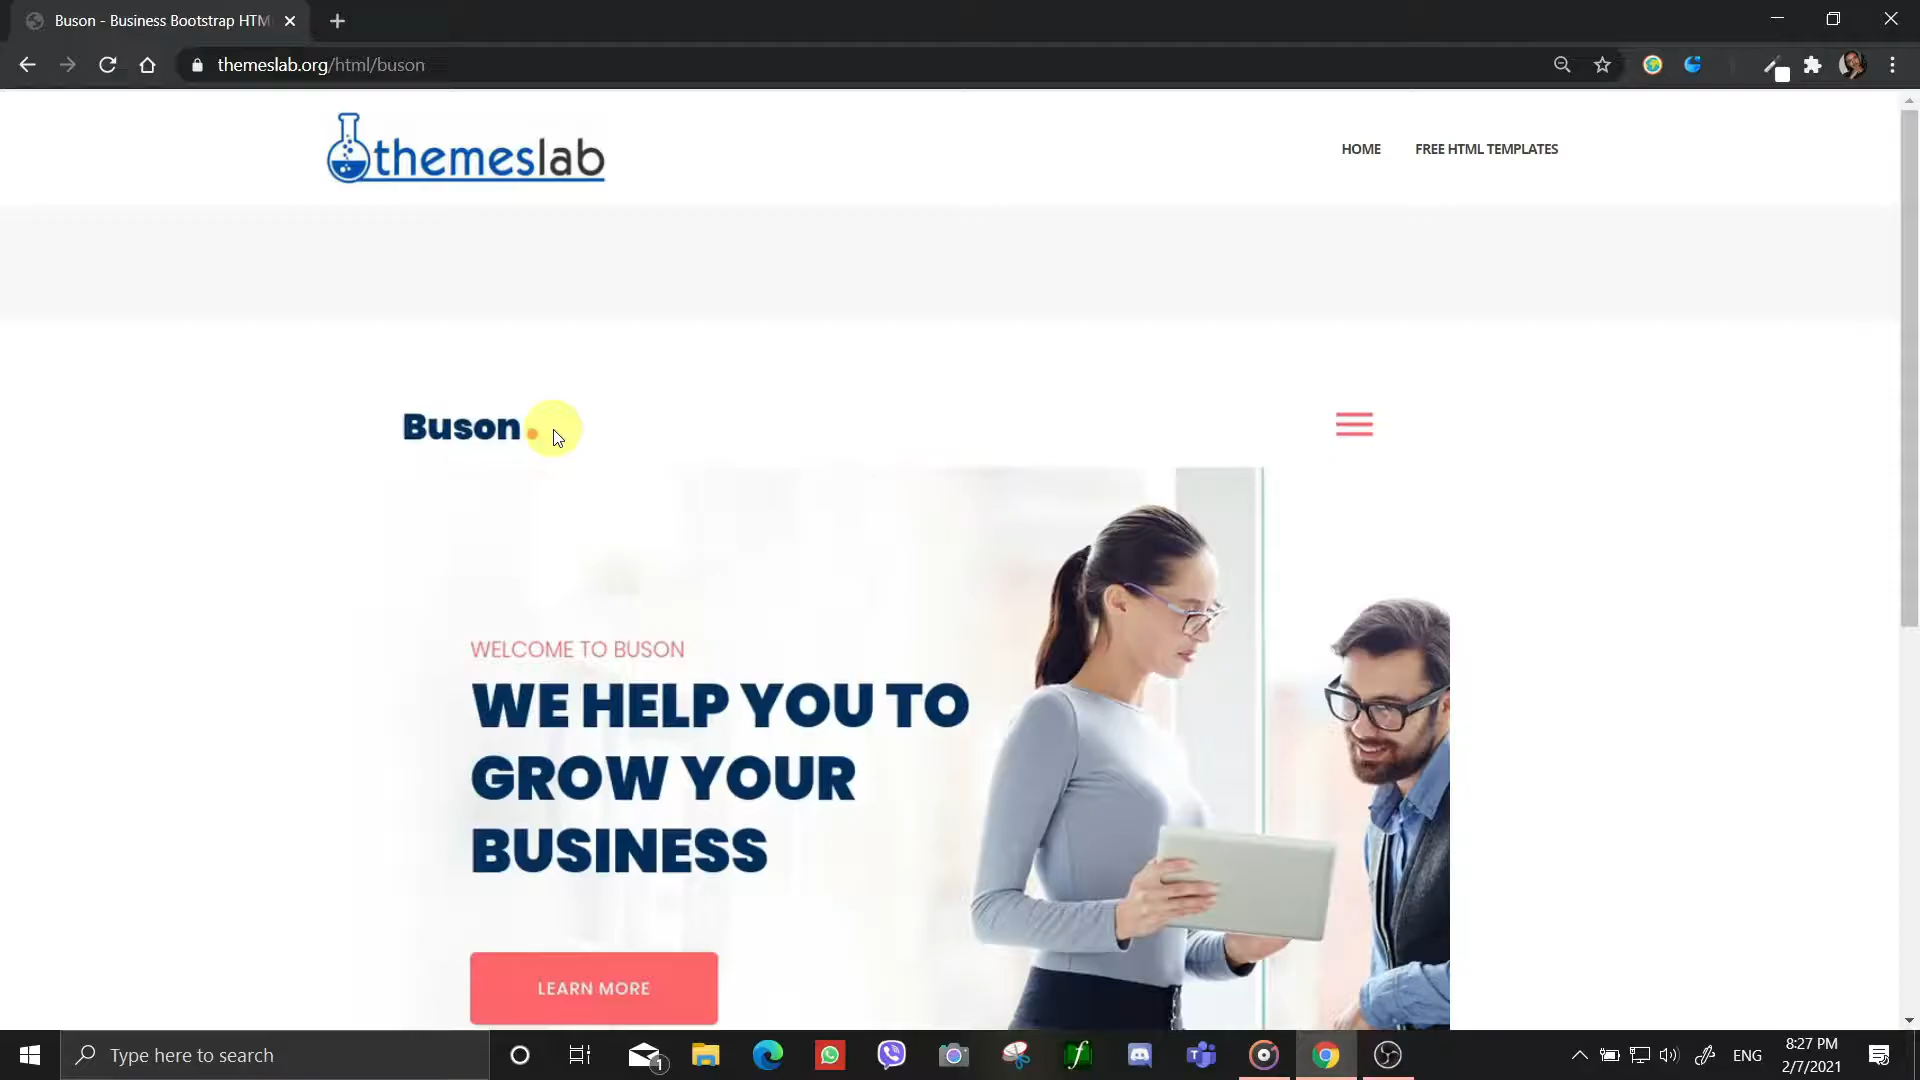 Buson - Business Bootstrap HTM
themeslab.org/html/buson
themeslab
HOME
FREE HTML TEMPLATES
Buson.
WELCOME TO BUSON
WE HELP YOU TO
GROW YOUR
BUSINESS
LEARN MORE
Type here to search
1
ENG
8:27 PM
2/7/2021